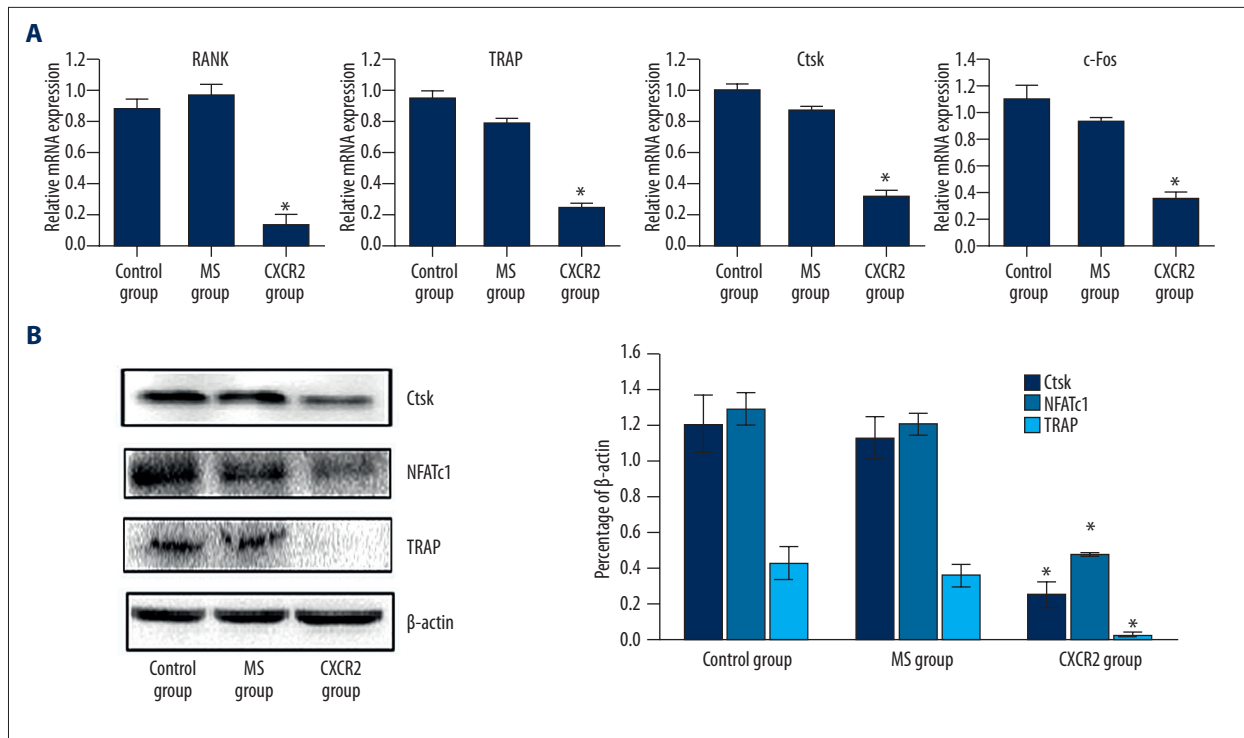 A
RANK
Relative mRNA expression
1.2
1.0
0.8
0.6
0.4
0.2
0.0
*
Control group
MS group
CXCR2 group
TRAP
Relative mRNA expression
1.2
1.0
0.8
0.6
0.4
0.2
0.0
*
Control group
MS group
CXCR2 group
Ctsk
Relative mRNA expression
1.2
1.0
0.8
0.6
0.4
0.2
0.0
*
Control group
MS group
CXCR2 group
c-Fos
Relative mRNA expression
1.4
1.2
1.0
0.8
0.6
0.4
0.2
0.0
*
Control group
MS group
CXCR2 group
B
Ctsk
NFATc1
TRAP
β-actin
Control group
MS group
CXCR2 group
Percentage of β-actin
1.6
1.4
1.2
1.0
0.8
0.6
0.4
0.2
0.0
Ctsk
NFATc1
TRAP
*
*
*
Control group
MS group
CXCR2 group